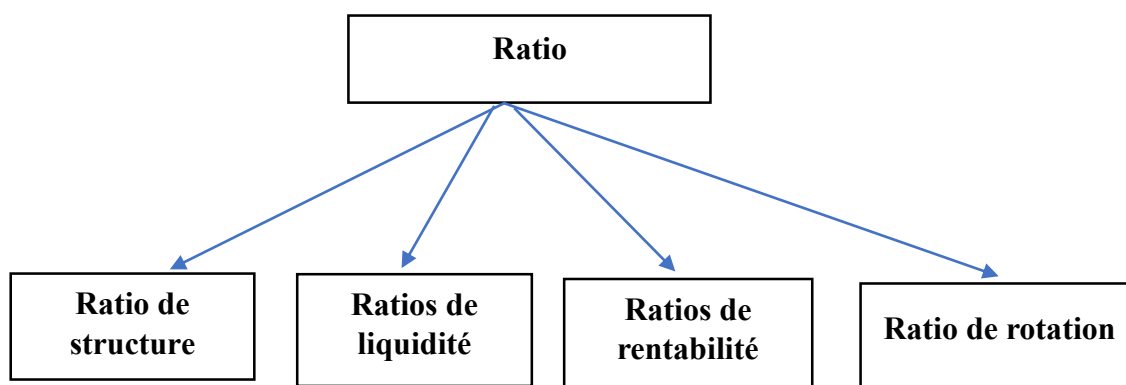 Ratio
Ratio de
structure
Ratios de
liquidité
Ratios de
rentabilité
Ratio de rotation